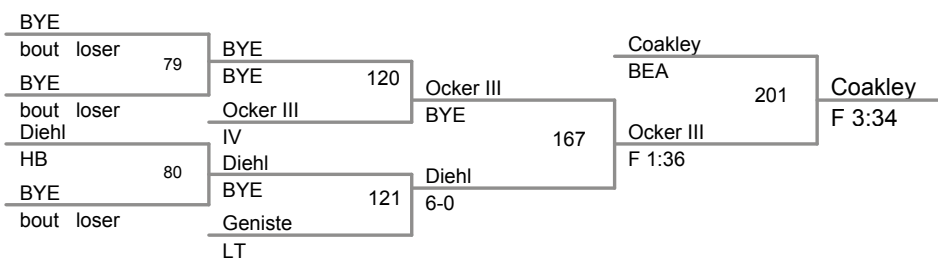 BYE
bout loser
79
BYE
bout loser
Diehl
HB
80
BYE
bout loser
BYE
BYE
120
Ocker III
IV
Diehl
BYE
121
Geniste
LT
Ocker III
BYE
167
Diehl
6-0
Coakley
BEA
201
Ocker III
F 1:36
Coakley
F 3:34